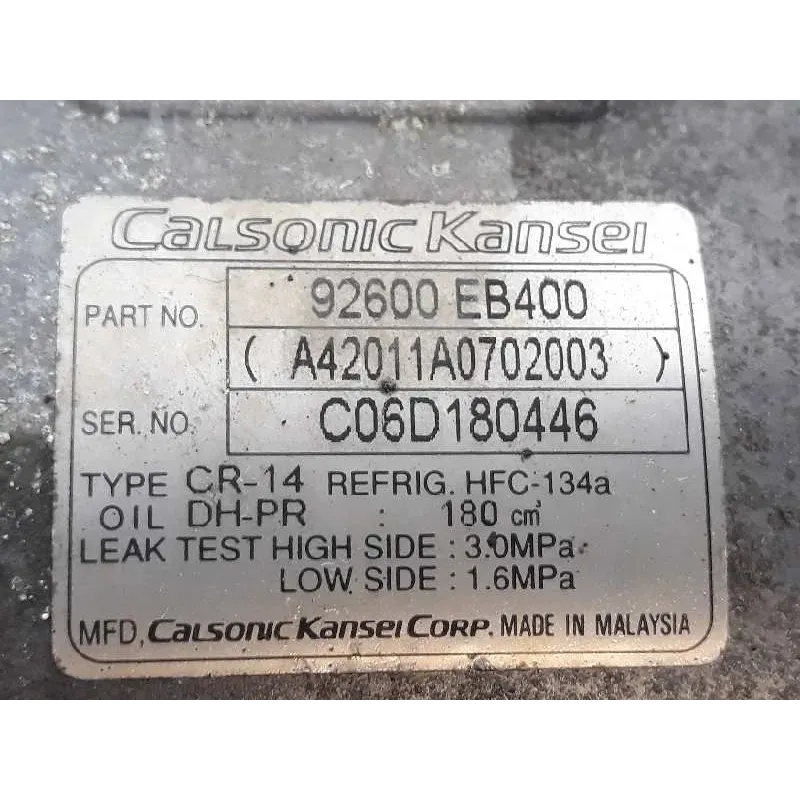 Calsonic Kansei
PART NO. 92600 EB400
( A42011A0702003 )
SER. NO. C06D180446
TYPE CR-14 REFRIG. HFC-134a
OIL DH-PR : 180 cm³
LEAK TEST HIGH SIDE : 3.0MPa
LOW SIDE : 1.6MPa
MFD. Calsonic Kansei Corp. MADE IN MALAYSIA